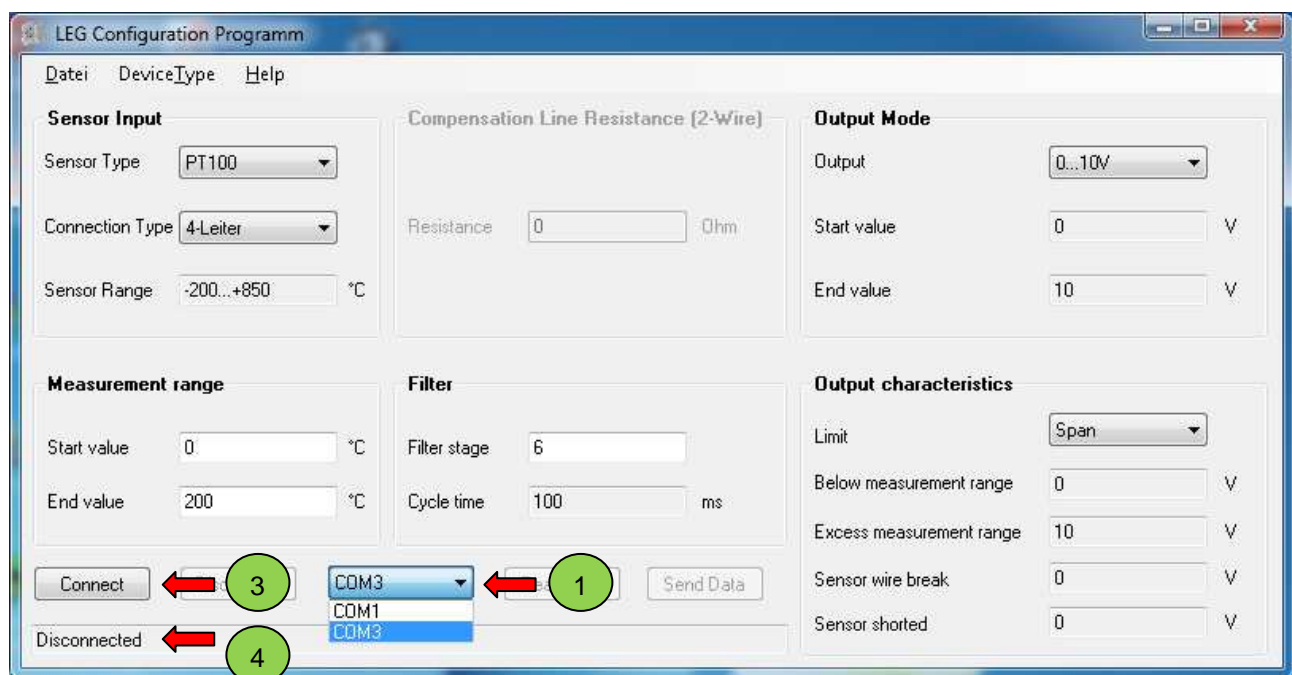 LEG Configuration Programm
Datei DeviceType Help
Sensor Input
Sensor Type PT100
Connection Type 4-Leiter
Sensor Range -200...+850 °C
Compensation Line Resistance (2-Wire)
Resistance 0 Ohm
Output Mode
Output 0...10V
Start value 0 V
End value 10 V
Measurement range
Start value 0 °C
End value 200 °C
Filter
Filter stage 6
Cycle time 100 ms
Output characteristics
Limit Span
Below measurement range 0 V
Excess measurement range 10 V
Sensor wire break 0 V
Sensor shorted 0 V
Connect 3 COM3 1 Send Data
COM1
COM3
Disconnected 4